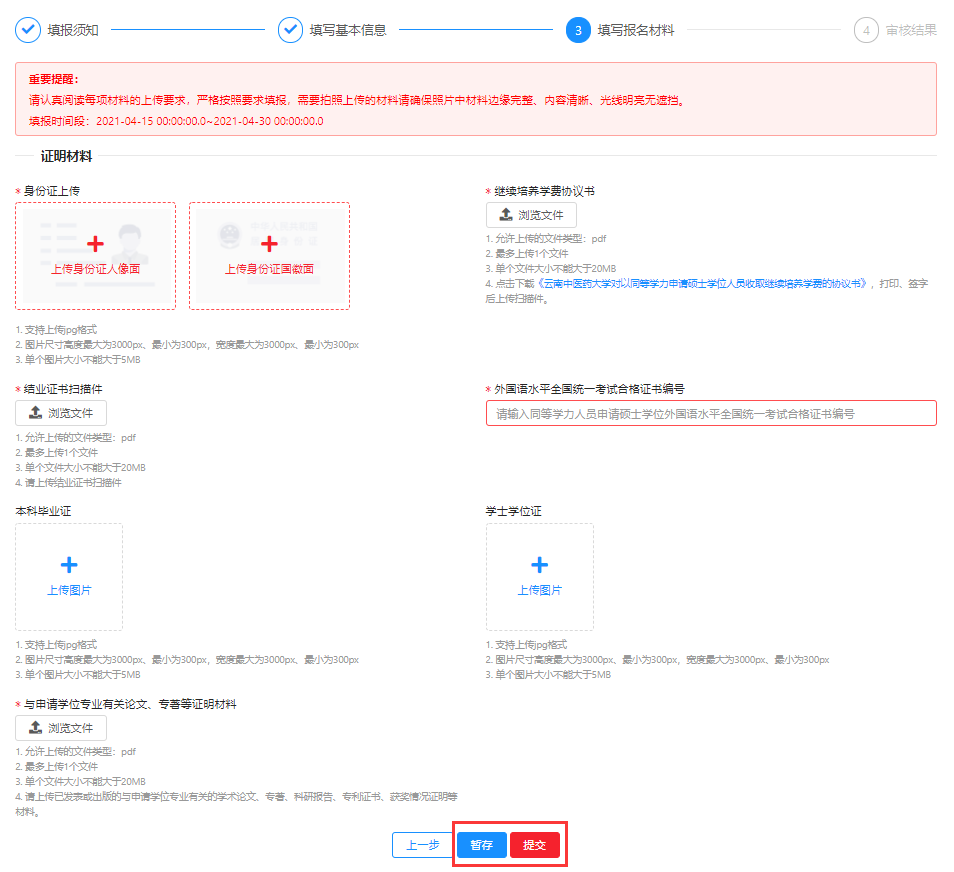 填报须知
填写基本信息
3 填写报名材料
4 审核结果
重要提醒：
请认真阅读每项材料的上传要求，严格按照要求填报，需要拍照上传的材料请确保照片中材料边缘完整、内容清晰、光线明亮无遮挡。
填报时间段：2021-04-15 00:00:00.0~2021-04-30 00:00:00.0
证明材料
* 身份证上传
上传身份证人像面
上传身份证国徽面
1. 支持上传jpg格式
2. 图片尺寸高度最大为3000px、最小为300px，宽度最大为3000px、最小为300px
3. 单个图片大小不能大于5MB
* 继续培养学费协议书
浏览文件
1. 允许上传的文件类型：pdf
2. 最多上传1个文件
3. 单个文件大小不能大于20MB
4. 点击下载《云南中医药大学对以同等学力申请硕士学位人员收取继续培养学费的协议书》，打印、签字
后上传扫描件。
* 结业证书扫描件
浏览文件
1. 允许上传的文件类型：pdf
2. 最多上传1个文件
3. 单个文件大小不能大于20MB
4. 请上传结业证书扫描件
* 外国语水平全国统一考试合格证书编号
请输入同等学力人员申请硕士学位外国语水平全国统一考试合格证书编号
本科毕业证
上传图片
1. 支持上传jpg格式
2. 图片尺寸高度最大为3000px、最小为300px，宽度最大为3000px、最小为300px
3. 单个图片大小不能大于5MB
学士学位证
上传图片
1. 支持上传jpg格式
2. 图片尺寸高度最大为3000px、最小为300px，宽度最大为3000px、最小为300px
3. 单个图片大小不能大于5MB
* 与申请学位专业有关论文、专著等证明材料
浏览文件
1. 允许上传的文件类型：pdf
2. 最多上传1个文件
3. 单个文件大小不能大于20MB
4. 请上传已发表或出版的与申请学位专业有关的学术论文、专著、科研报告、专利证书、获奖情况证明等
材料。
上一步
暂存
提交